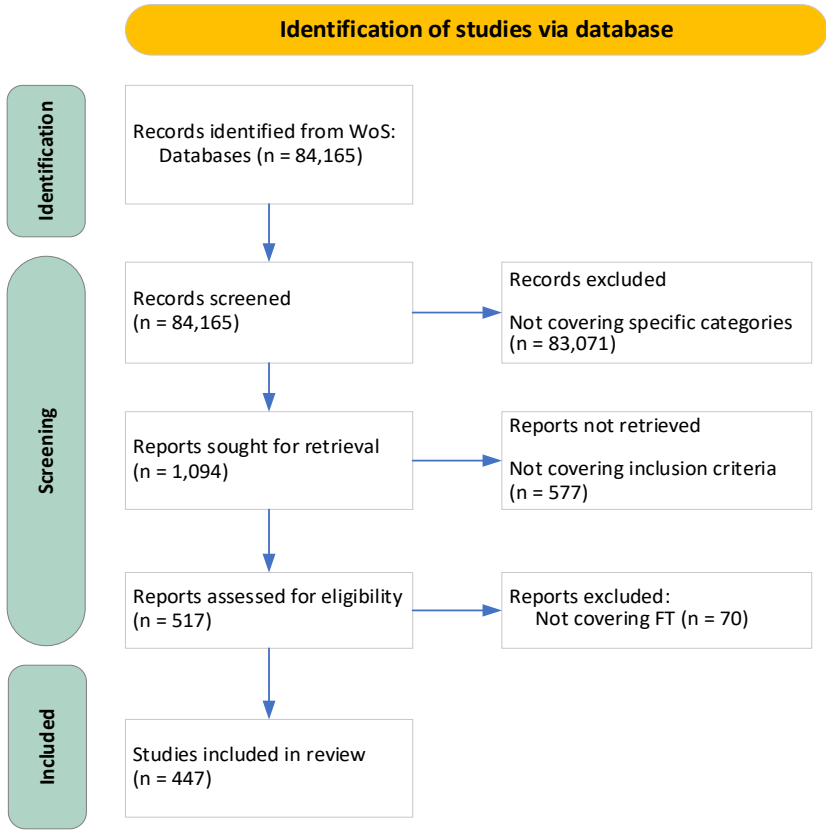 Identification of studies via database
Identification
Records identified from WoS:
Databases (n = 84,165)
Screening
Records screened
(n = 84,165)
Records excluded
Not covering specific categories
(n = 83,071)
Reports sought for retrieval
(n = 1,094)
Reports not retrieved
Not covering inclusion criteria
(n = 577)
Reports assessed for eligibility
(n = 517)
Reports excluded:
Not covering FT (n = 70)
Included
Studies included in review
(n = 447)